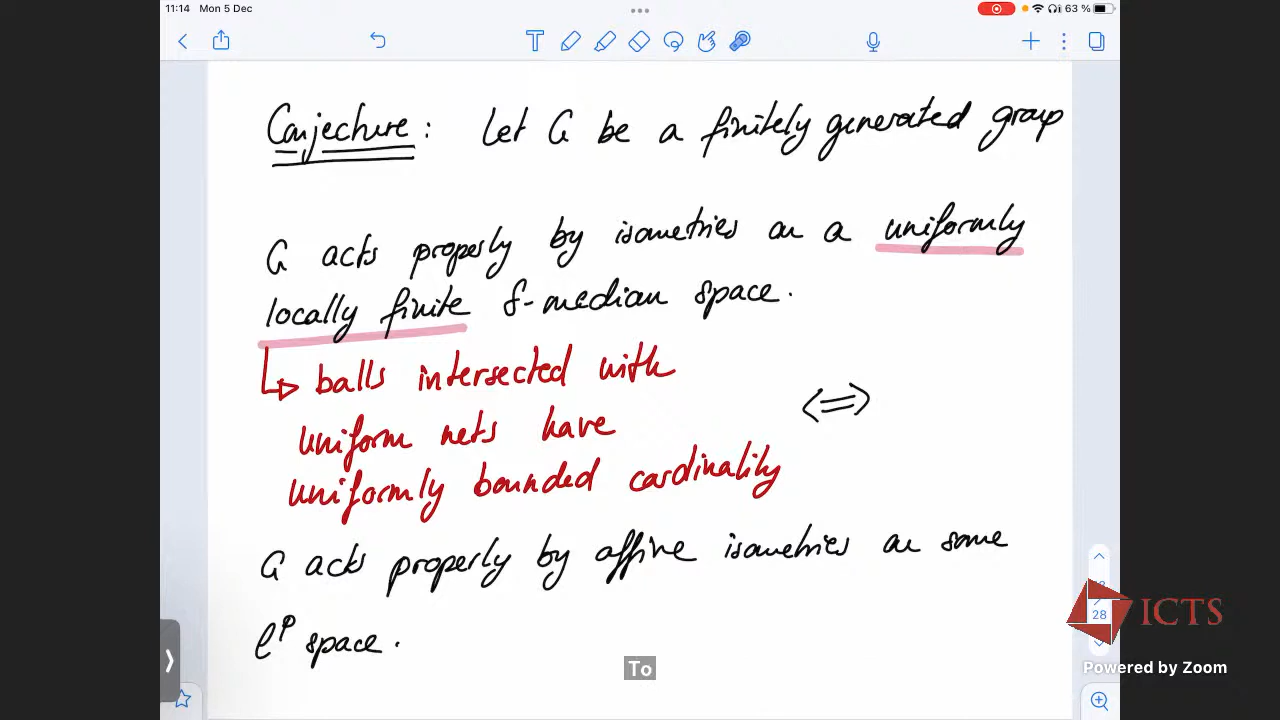 11:14 Mon 5 Dec
63 %
Conjecture: Let G be a finitely generated group
G acts properly by isometries on a uniformly
locally finite δ-median space.
↳ balls intersected with
uniform nets have
uniformly bounded cardinality
⟺
G acts properly by affine isometries on some
ℓᵖ space.
28
ICTS
Powered by Zoom
To